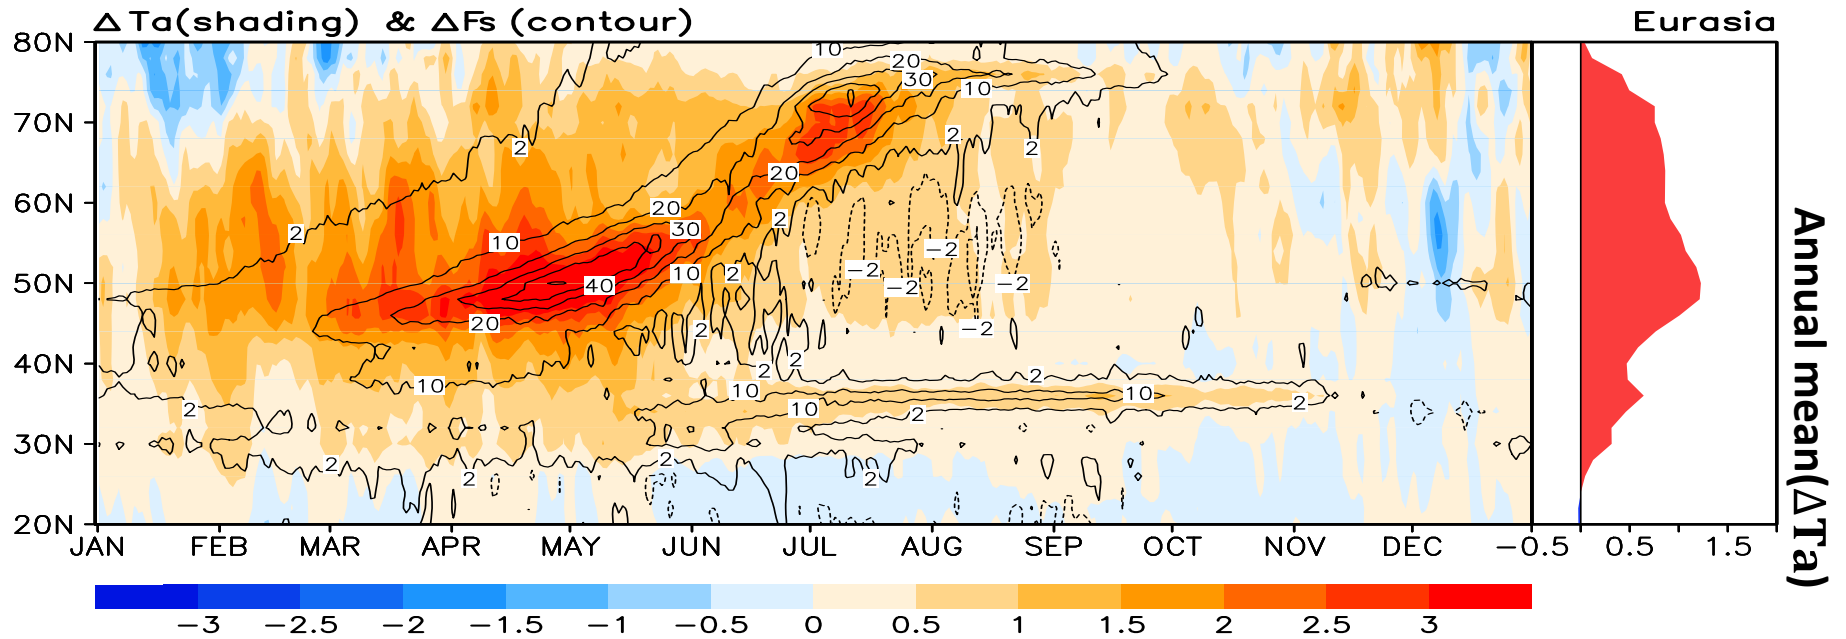 Δ Ta(shading) & ΔFs (contour)
Eurasia
80N
70N
60N
50N
40N
30N
20N
10
20
30
10
2
2
2
20
2
20
2
30
10
2
10
2
40
20
2
−2
−2
−2
−2
−2
2
2
2
10
10
10
10
2
2
2
2
2
2
2
JAN FEB MAR APR MAY JUN JUL AUG SEP OCT NOV DEC
−0.5 0.5 1.5
−3 −2.5 −2 −1.5 −1 −0.5 0 0.5 1 1.5 2 2.5 3
Annual mean(ΔTa)